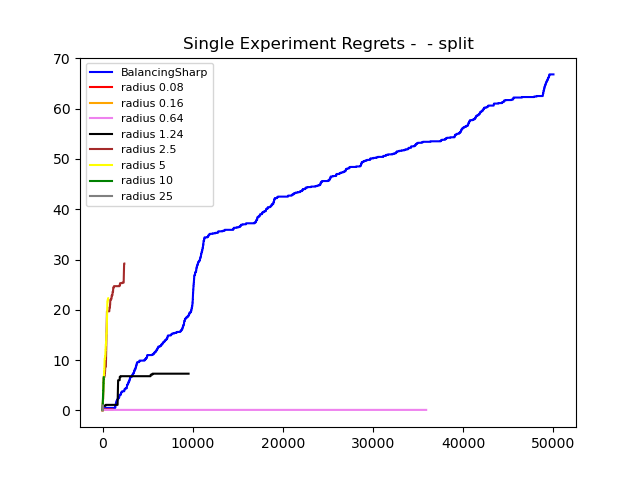 Single Experiment Regrets -  - split
70
60
50
40
30
20
10
0
BalancingSharp
radius 0.08
radius 0.16
radius 0.64
radius 1.24
radius 2.5
radius 5
radius 10
radius 25
0 10000 20000 30000 40000 50000